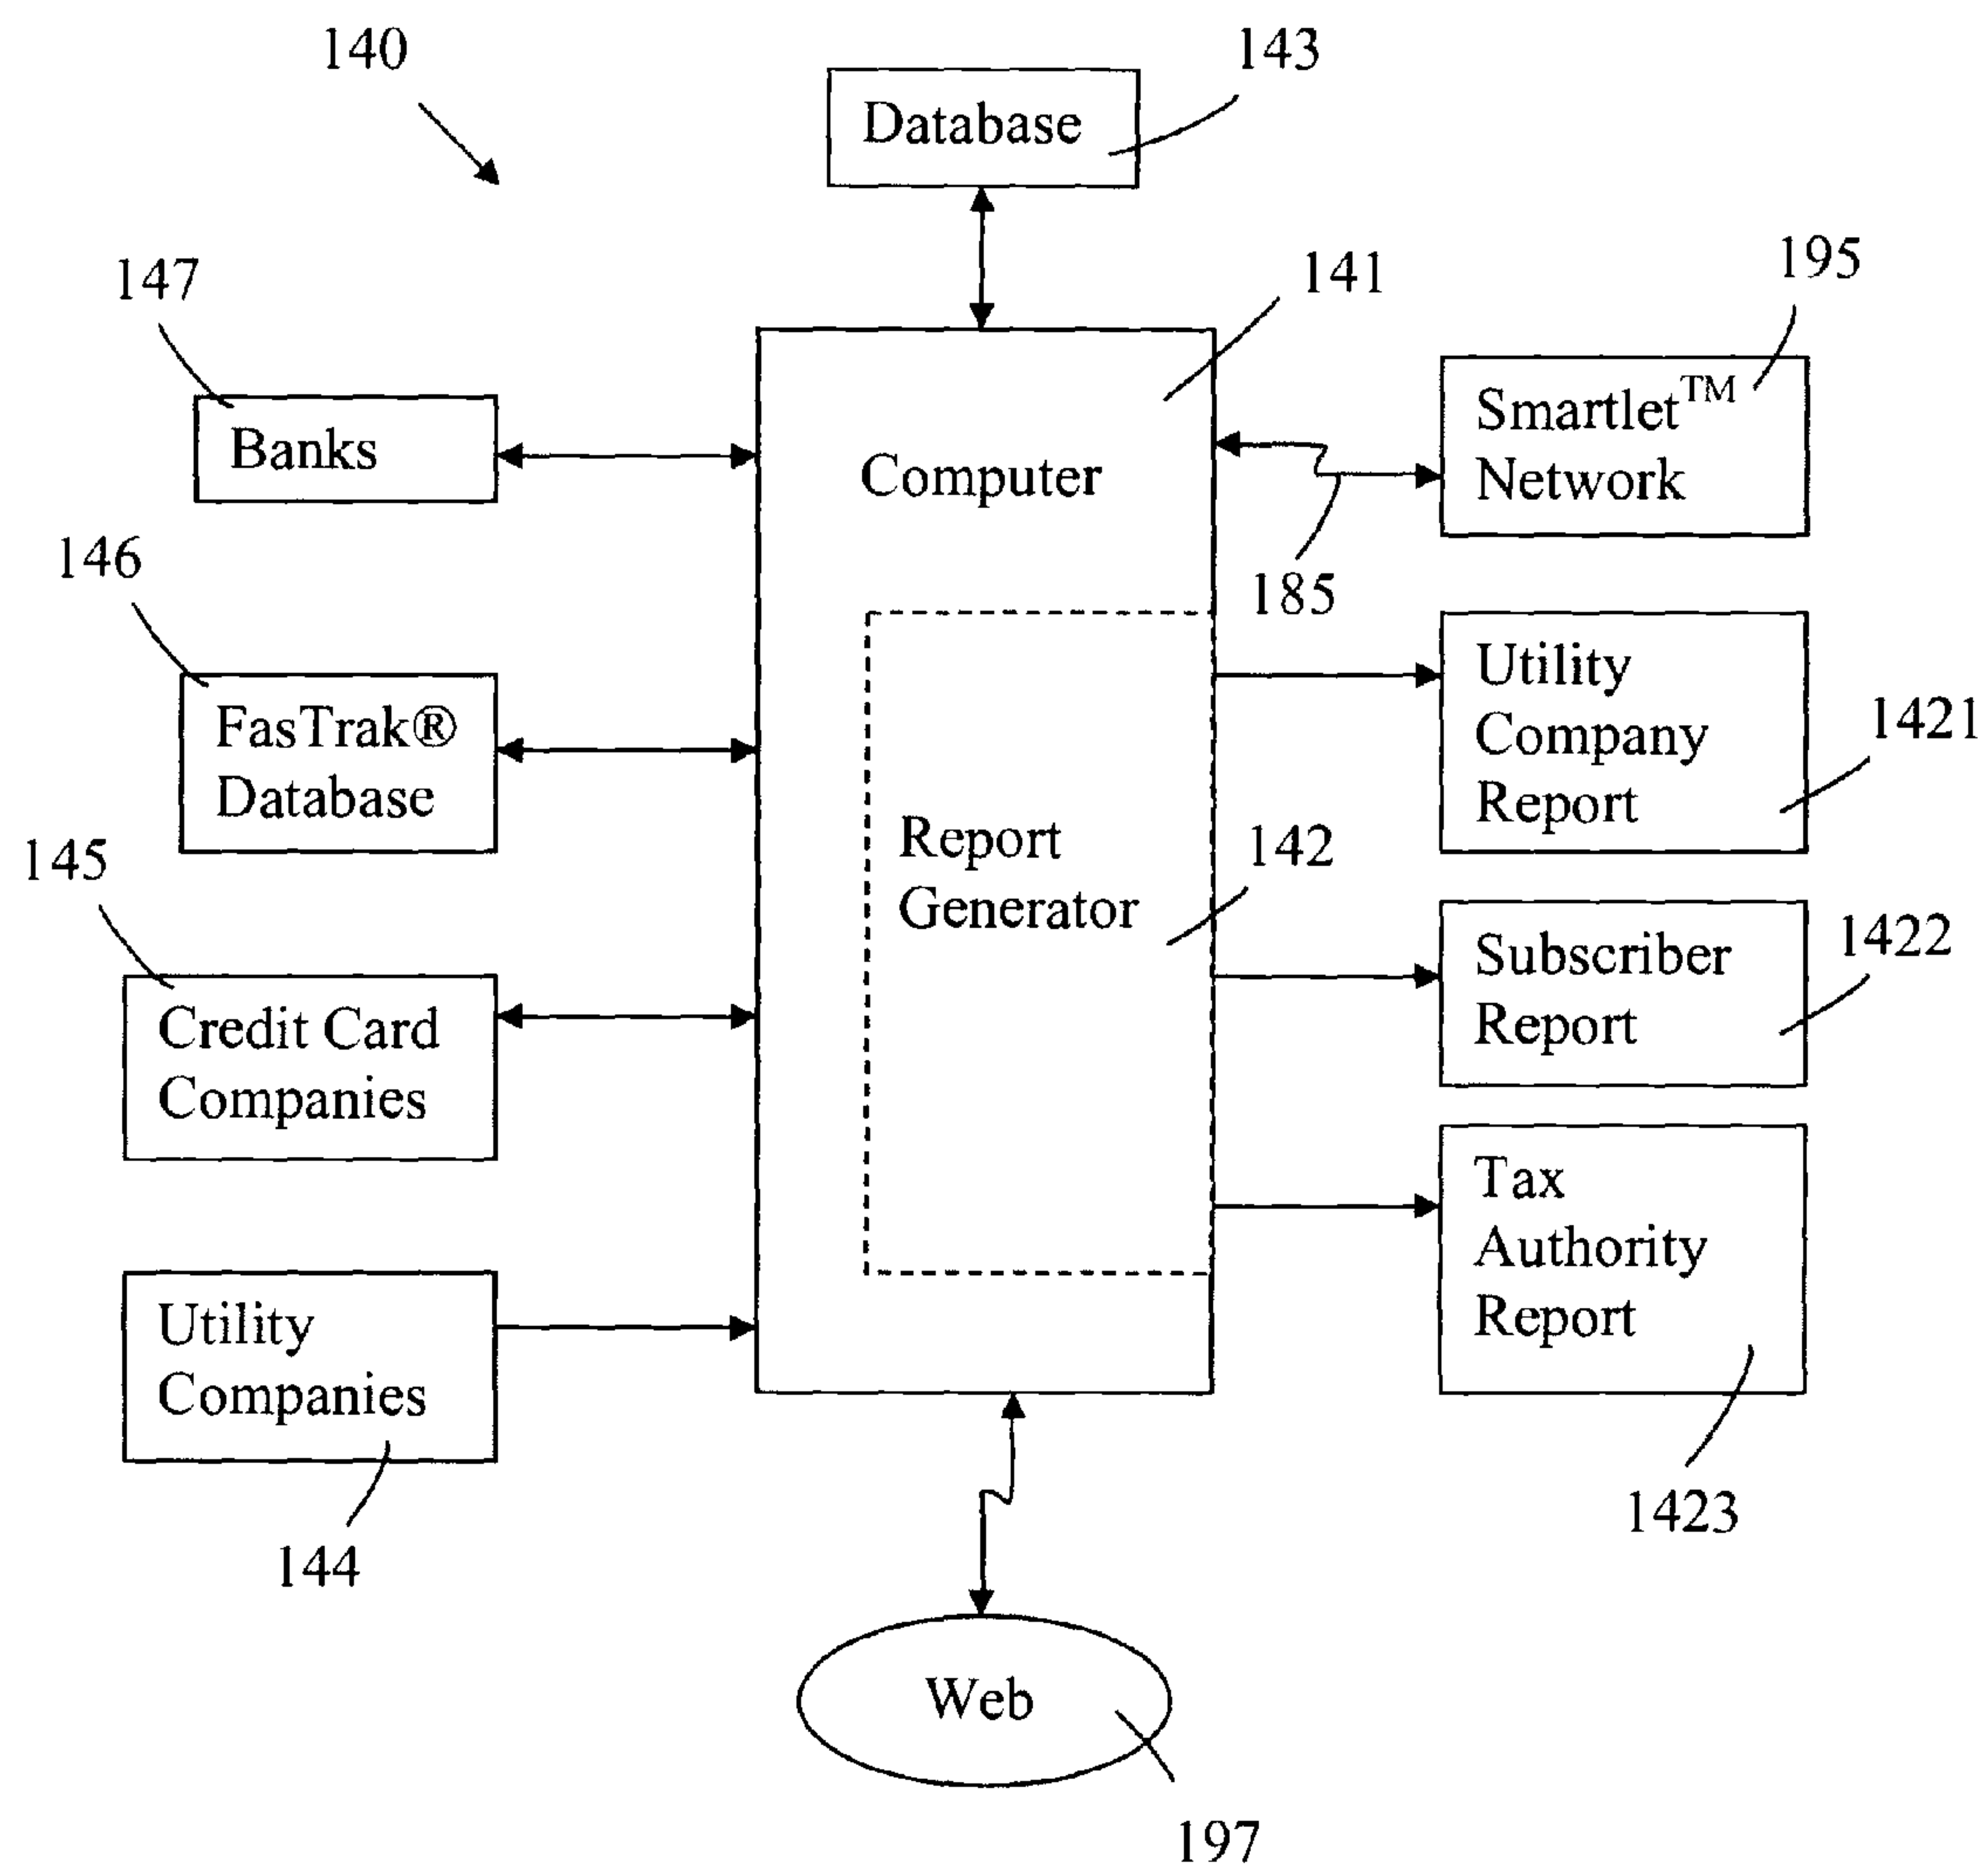 140
143
Database
147
141
195
Banks
Computer
Smartlet™
Network
146
185
FasTrak®
Database
Utility
Company
Report
1421
145
Report
Generator
142
Credit Card
Companies
Subscriber
Report
1422
Utility
Companies
Tax
Authority
Report
144
1423
Web
197